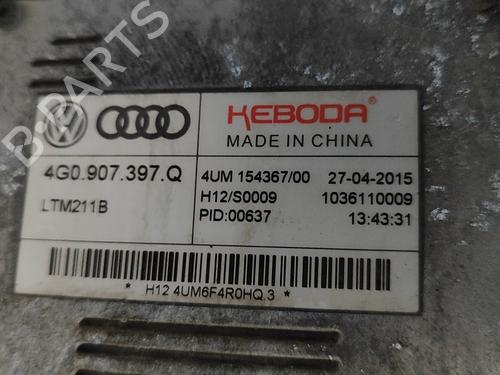 B-PARTS
KEBODA®
MADE IN CHINA
4G0.907.397.Q
LTM211B
4UM 154367/00 27-04-2015
H12/S0009 1036110009
PID:00637 13:43:31
* H12 4UM6F4R0HQ.3 *